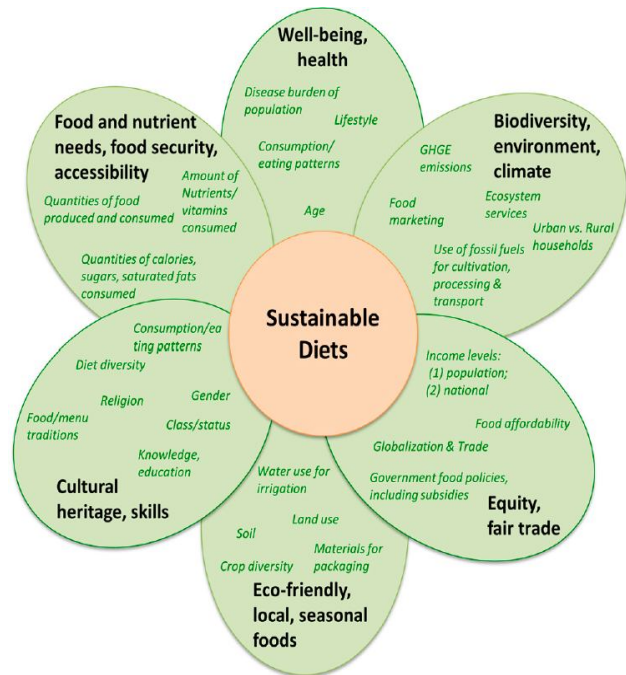 Well-being,
health
Disease burden of
population
Lifestyle
Consumption/
eating patterns
Age
Food and nutrient
needs, food security,
accessibility
Amount of
Nutrients/
vitamins
consumed
Quantities of food
produced and consumed
Quantities of calories,
sugars, saturated fats
consumed
Biodiversity,
environment,
climate
GHGE
emissions
Ecosystem
services
Food
marketing
Urban vs. Rural
households
Use of fossil fuels
for cultivation,
processing &
transport
Sustainable
Diets
Consumption/ea
ting patterns
Diet diversity
Religion
Gender
Food/menu
traditions
Class/status
Knowledge,
education
Cultural
heritage, skills
Income levels:
(1) population;
(2) national
Food affordability
Globalization & Trade
Government food policies,
including subsidies
Equity,
fair trade
Water use for
irrigation
Land use
Soil
Materials for
packaging
Crop diversity
Eco-friendly,
local, seasonal
foods